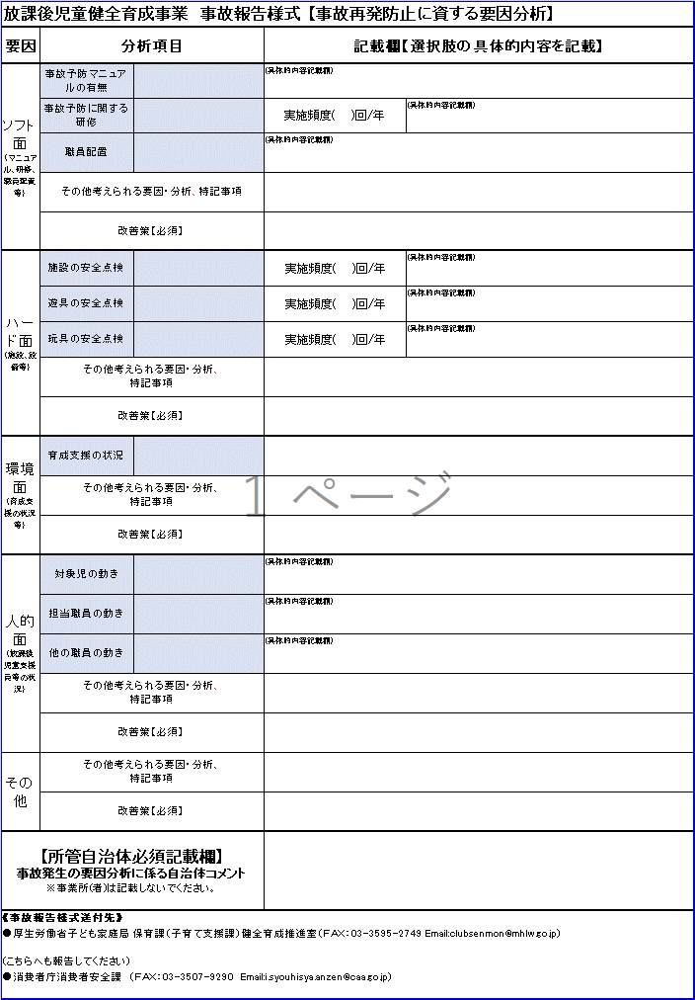 放課後児童健全育成事業　事故報告様式【事故再発防止に資する要因分析】
要因　分析項目　記載欄【選択肢の具体的内容を記載】
ソフト面
(マニュアル、研修、職員配置等)
事故予防マニュアルの有無
(具体的内容記載欄)
事故予防に関する研修
実施頻度(　)回/年
(具体的内容記載欄)
職員配置
(具体的内容記載欄)
その他考えられる要因・分析、特記事項
改善策【必須】
ハード面
(施設、設備等)
施設の安全点検
実施頻度(　)回/年
(具体的内容記載欄)
遊具の安全点検
実施頻度(　)回/年
(具体的内容記載欄)
玩具の安全点検
実施頻度(　)回/年
(具体的内容記載欄)
その他考えられる要因・分析、
特記事項
改善策【必須】
環境面
(育成支援の状況等)
育成支援の状況
その他考えられる要因・分析、
特記事項
1 ページ
改善策【必須】
人的面
(放課後児童支援員等の状況)
対象児の動き
(具体的内容記載欄)
担当職員の動き
(具体的内容記載欄)
他の職員の動き
(具体的内容記載欄)
その他考えられる要因・分析、
特記事項
改善策【必須】
その他
その他考えられる要因・分析、
特記事項
改善策【必須】
【所管自治体必須記載欄】
事故発生の要因分析に係る自治体コメント
※事業所(者)は記載しないでください。
《事故報告様式送付先》
●厚生労働省子ども家庭局 保育課(子育て支援課)健全育成推進室(FAX：03-3595-2749 Email:clubsenmon@mhlw.go.jp)
(こちらへも報告してください)
●消費者庁消費者安全課　(FAX：03-3507-9290　Email:i.syouhisya.anzen@caa.go.jp)